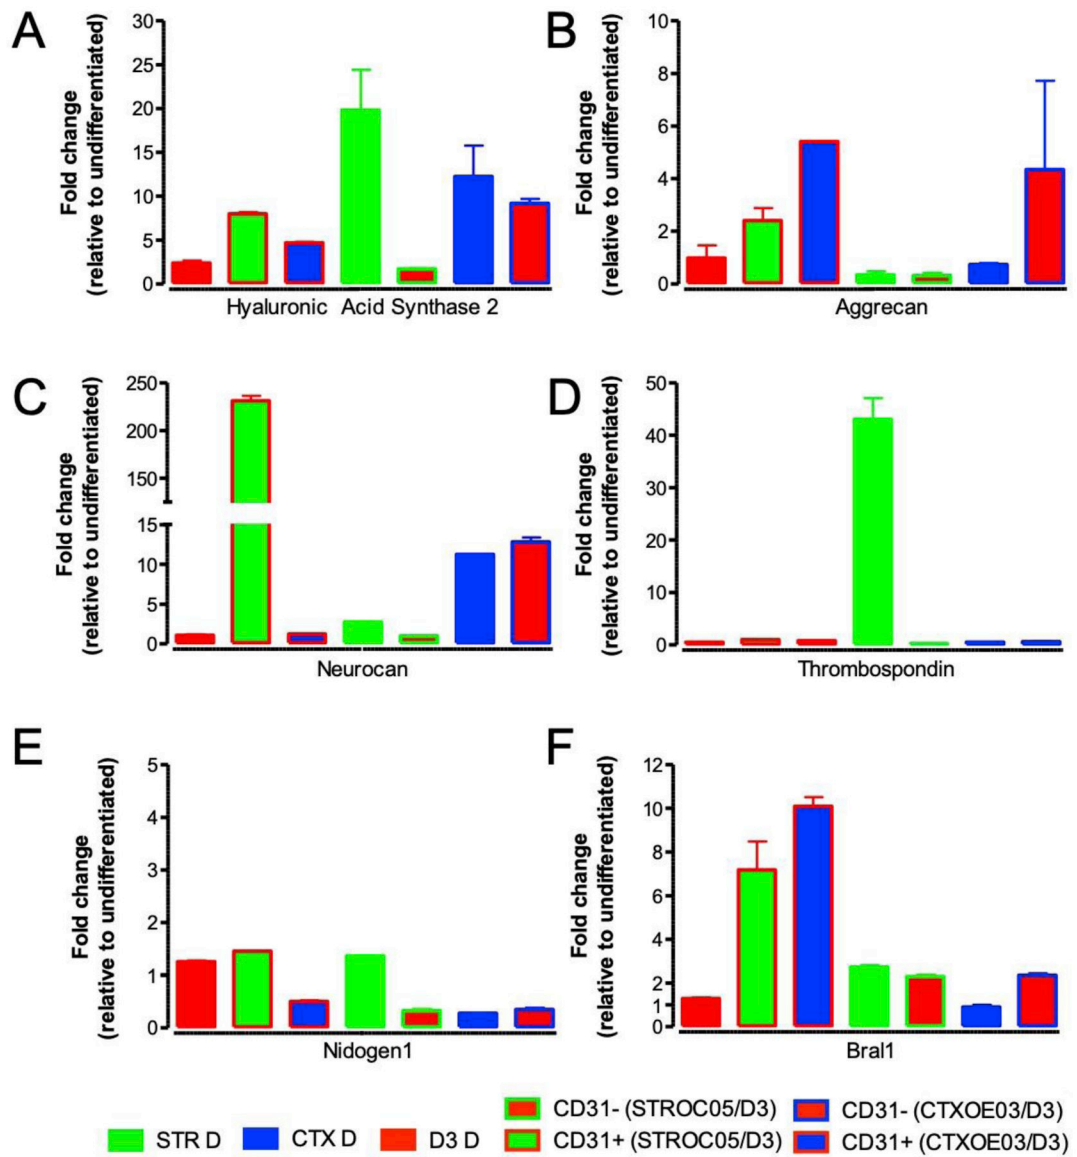 A
Fold change
(relative to undifferentiated)
30
25
20
15
10
5
0
Hyaluronic Acid Synthase 2
B
Fold change
(relative to undifferentiated)
10
8
6
4
2
0
Aggrecan
C
Fold change
(relative to undifferentiated)
250
200
150
15
10
5
0
Neurocan
D
Fold change
(relative to undifferentiated)
50
40
30
20
10
0
Thrombospondin
E
Fold change
(relative to undifferentiated)
5
4
3
2
1
0
Nidogen1
F
Fold change
(relative to undifferentiated)
12
10
8
6
4
2
1
0
Bral1
STR D
CTX D
D3 D
CD31- (STROC05/D3)
CD31+ (STROC05/D3)
CD31- (CTXOE03/D3)
CD31+ (CTXOE03/D3)